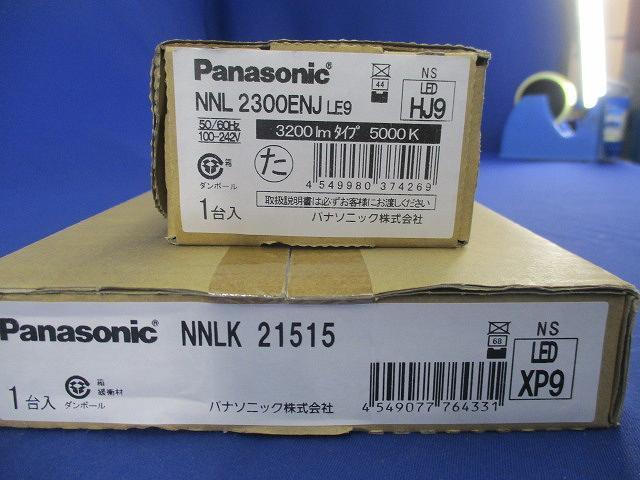 Panasonic®
NNL 2300ENJ LE9
44
NS
LED
HJ9
50/60Hz
100-242V
3200lmタイプ 5000K
箱
ダンボール
た
4 549980 374269
取扱説明書は必ずお客様にお渡しください
1台入
パナソニック株式会社
Panasonic®
NNLK 21515
68
NS
LED
XP9
1台入
箱
緩衝材
ダンボール
パナソニック株式会社
4 549077 764331